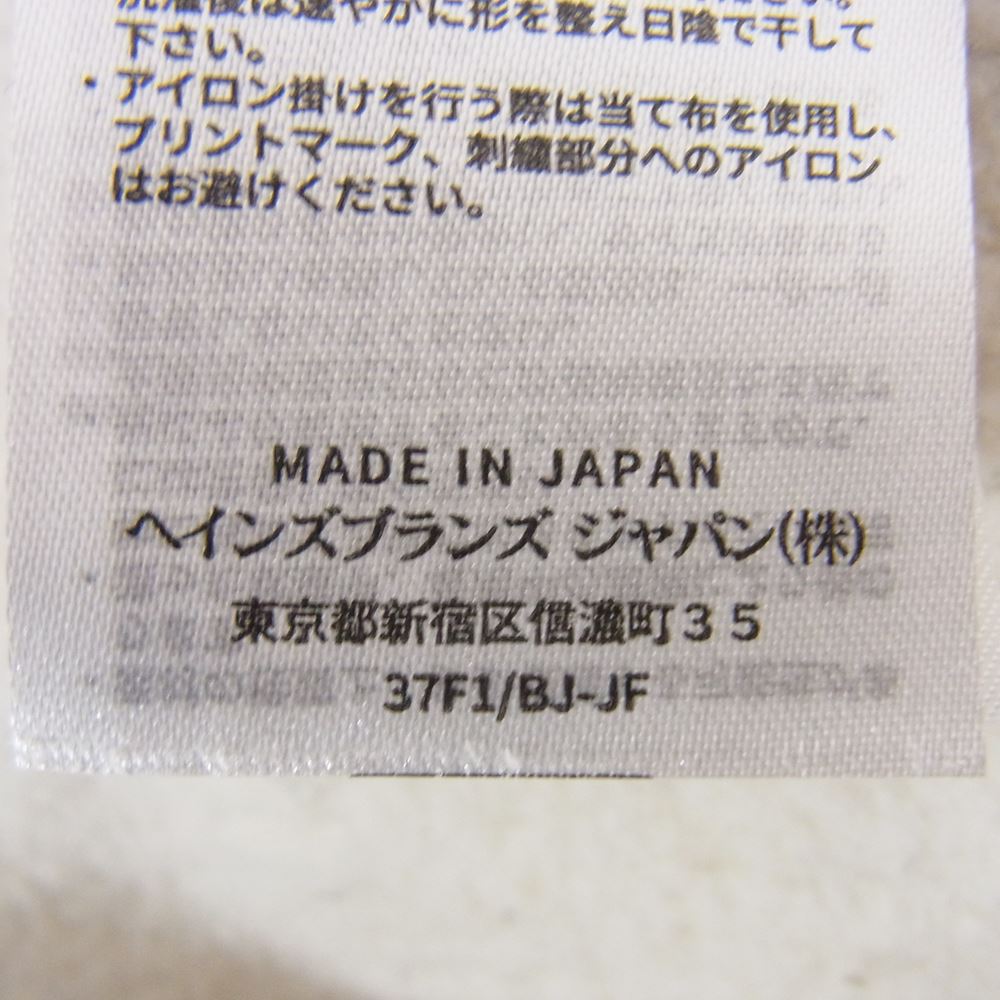 洗濯後は速やかに形を整え日陰で干して
下さい。
・アイロン掛けを行う際は当て布を使用し、
プリントマーク、刺繍部分へのアイロン
はお避けください。
MADE IN JAPAN
ヘインズブランズ ジャパン(株)
東京都新宿区信濃町３５
37F1/BJ-JF